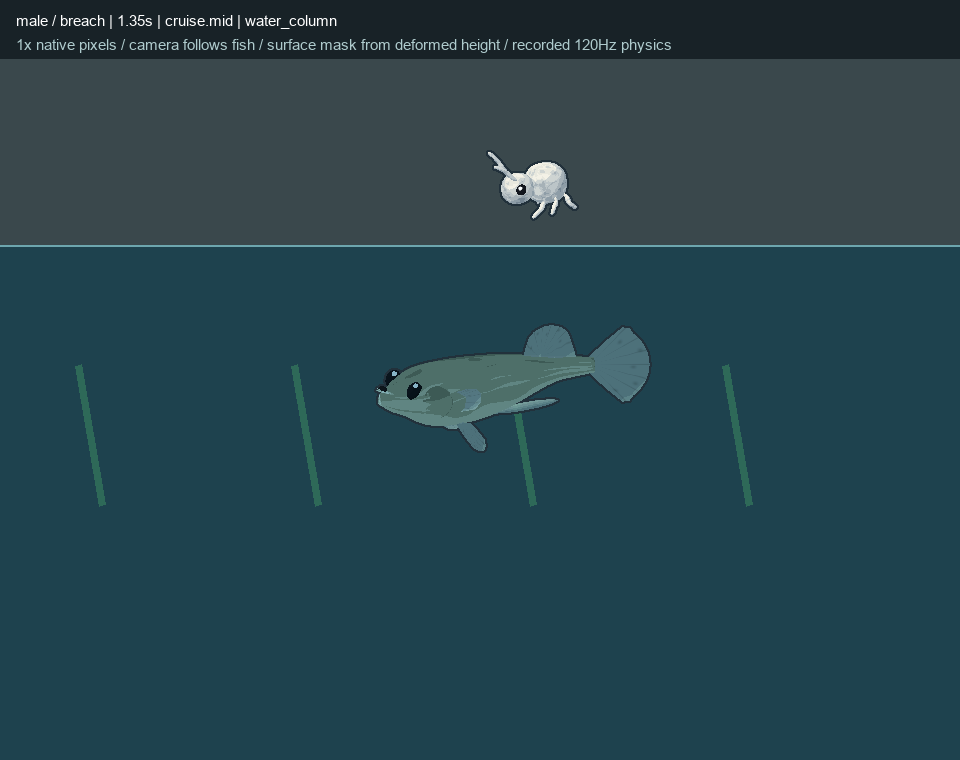 male / breach | 1.35s | cruise.mid | water_column
1x native pixels / camera follows fish / surface mask from deformed height / recorded 120Hz physics